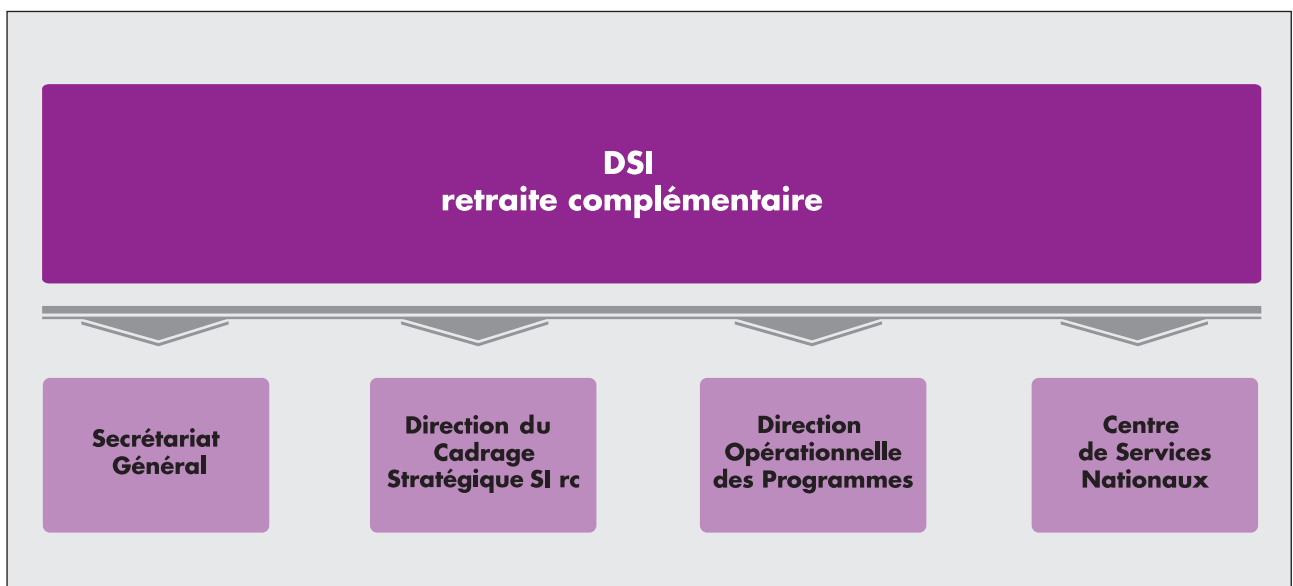 DSI
retraite complémentaire
Secrétariat
Général
Direction du
Cadrage
Stratégique SI rc
Direction
Opérationnelle
des Programmes
Centre
de Services
Nationaux